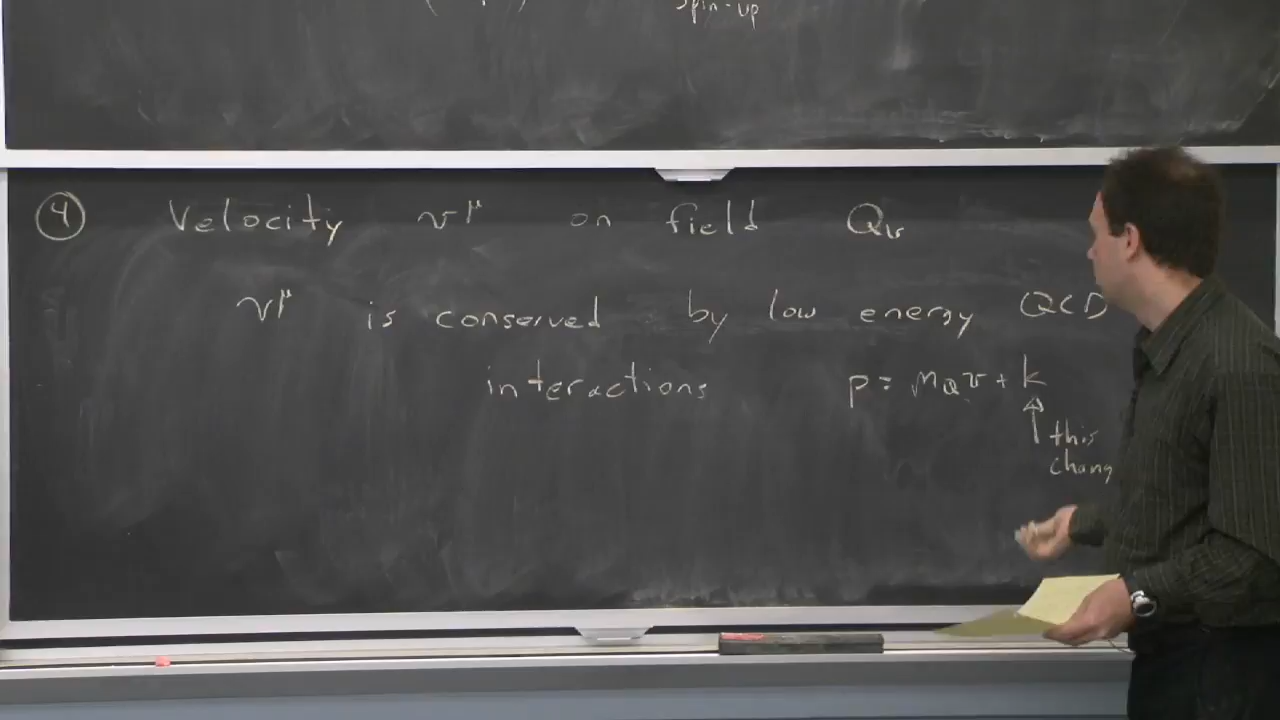 spin-up
④ Velocity v^μ on field Q_v
v^μ is conserved by low energy QCD
interactions p = m_Q v + k
this
chang